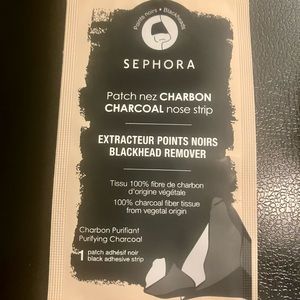 Points noirs • Blackheads
SEPHORA
Patch nez CHARBON
CHARCOAL nose strip
EXTRACTEUR POINTS NOIRS
BLACKHEAD REMOVER
Tissu 100% fibre de charbon
d'origine végétale
100% charcoal fiber tissue
from vegetal origin
Charbon Purifiant
Purifying Charcoal
1 patch adhésif noir
black adhesive strip